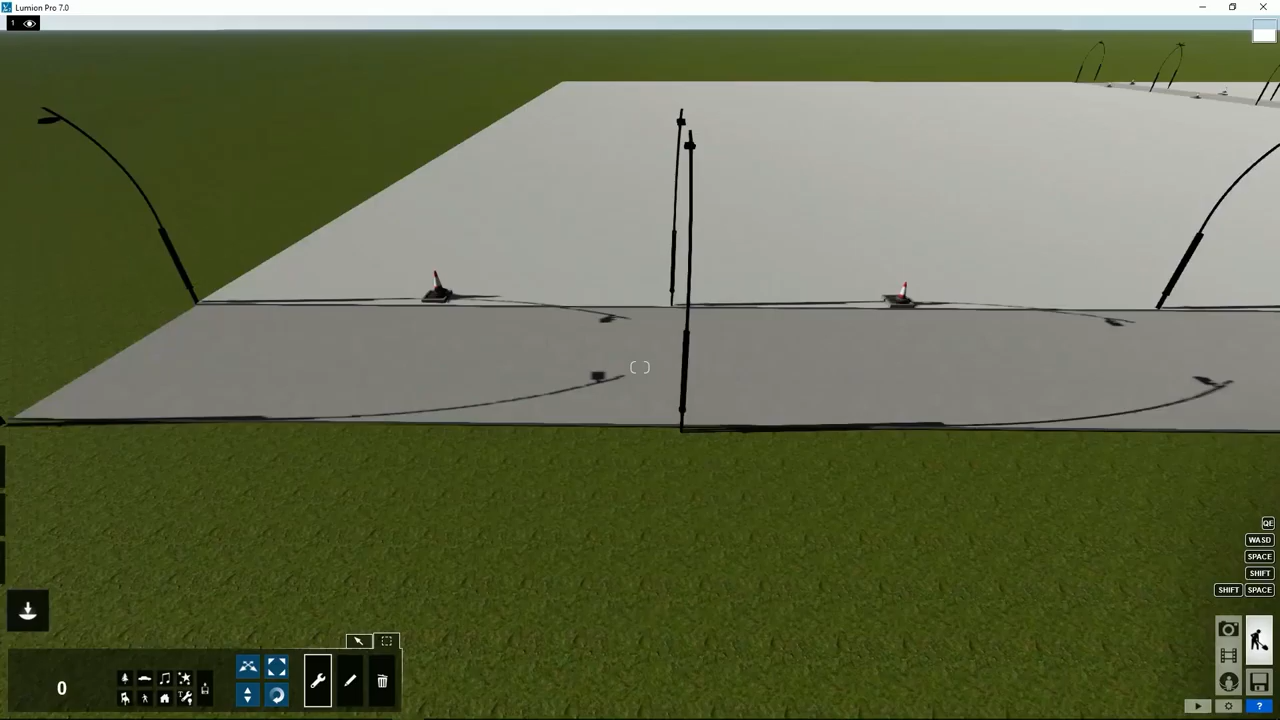 Lumion Pro 7.0
1
QE
WASD
SPACE
SHIFT
SHIFT SPACE
0
?